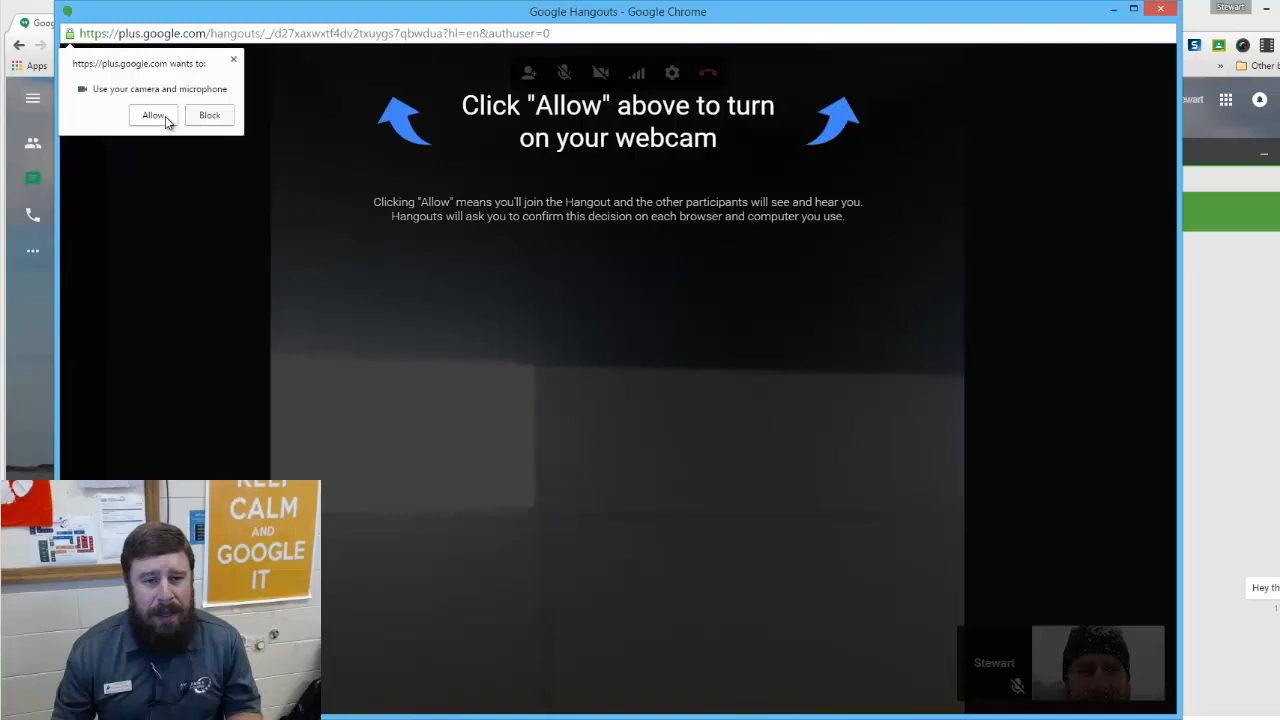 Google Hangouts - Google Chrome
Stewart
Goog
https://plus.google.com/hangouts/_/d27xaxwxtf4dv2txuygs7qbwdua?hl=en&authuser=0
Apps
» Other b
https://plus.google.com wants to:
Use your camera and microphone
Allow
Block
Click "Allow" above to turn
on your webcam
Clicking "Allow" means you'll join the Hangout and the other participants will see and hear you.
Hangouts will ask you to confirm this decision on each browser and computer you use.
wart
Hey th
1
KEEP
CALM
AND
GOOGLE
IT
Stewart